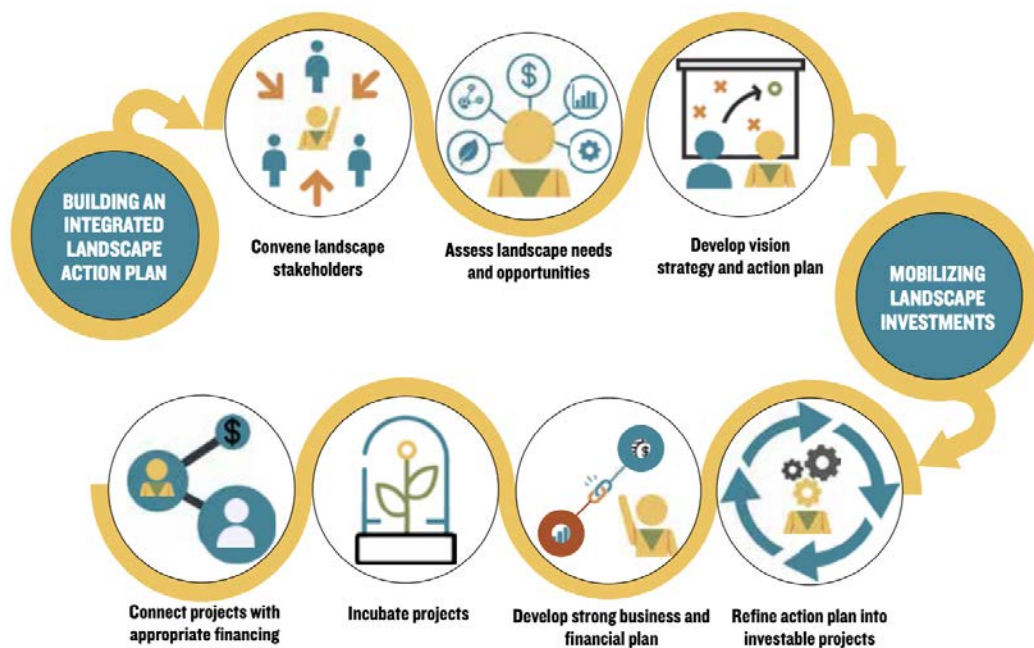 BUILDING AN
INTEGRATED
LANDSCAPE
ACTION PLAN
Convene landscape
stakeholders
$
Assess landscape needs
and opportunities
Develop vision
strategy and action plan
MOBILIZING
LANDSCAPE
INVESTMENTS
Refine action plan into
investable projects
$
Develop strong business and
financial plan
Incubate projects
$
Connect projects with
appropriate financing